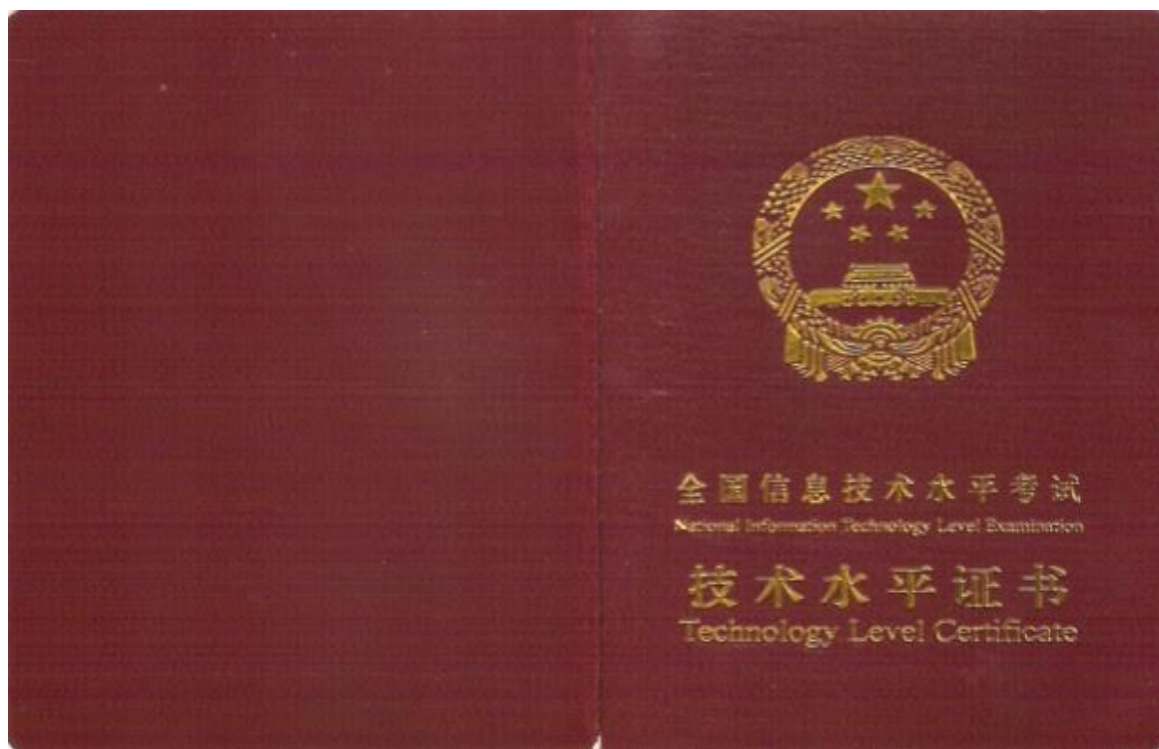 全国信息技术水平考试
National Information Technology Level Examination
技术水平证书
Technology Level Certificate